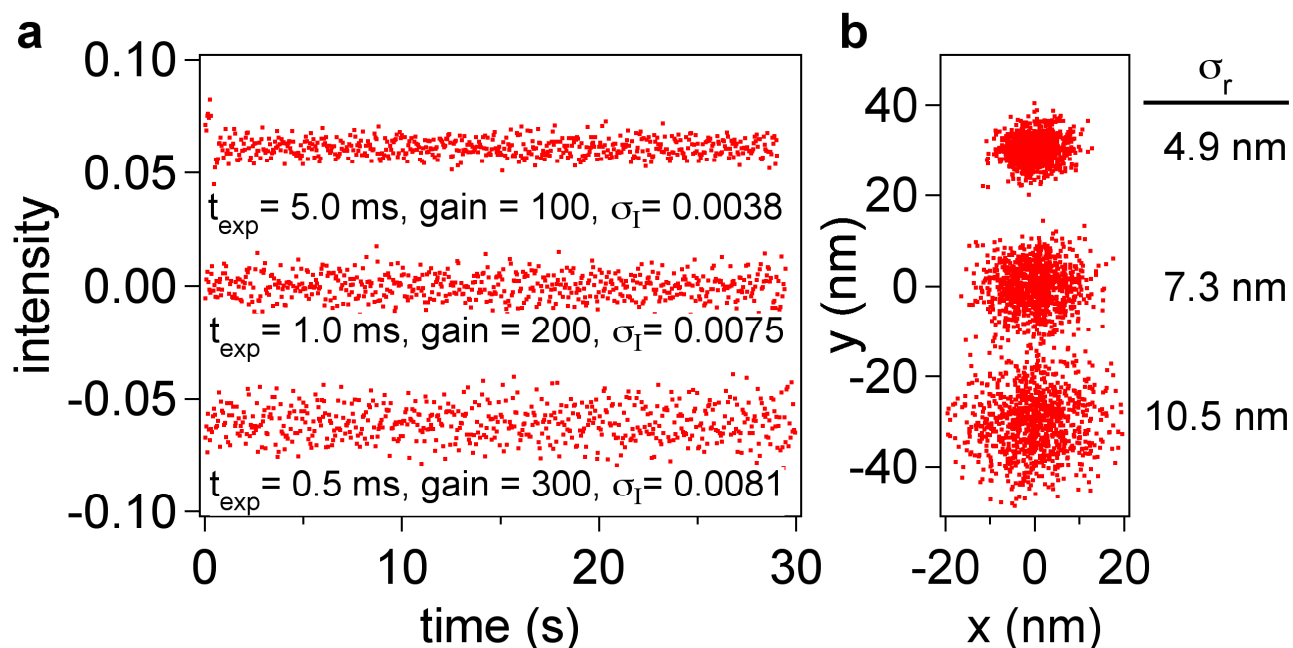 a
0.10
0.05
0.00
-0.05
-0.10
intensity
t_exp= 5.0 ms, gain = 100, σ_I= 0.0038
t_exp= 1.0 ms, gain = 200, σ_I= 0.0075
t_exp= 0.5 ms, gain = 300, σ_I= 0.0081
0 10 20 30
time (s)
b
40
20
0
-20
-40
y (nm)
-20 0 20
x (nm)
σ_r
4.9 nm
7.3 nm
10.5 nm